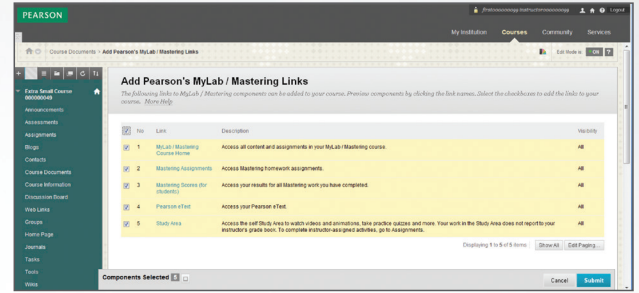 PEARSON
Logout
My Institution Courses Community Services
Course Documents Add Pearson's MyLab / Mastering Links
Edit Mode is: ON ?
Extra Small Course
Announcements
Assessments
Assignments
Blogs
Contacts
Course Documents
Course Information
Discussion Board
Web Links
Groups
Home Page
Journals
Tasks
Tools
Wikis
Add Pearson's MyLab / Mastering Links
The following links to MyLab / Mastering components can be added to your course. Preview components by clicking the link names. Select the checkboxes to add the links to your
course. More Help
No Link Description Visibility
1 MyLab / Mastering Access all content and assignments in your MyLab / Mastering course. All
Course Home
2 Mastering Assignments Access Mastering homework assignments. All
3 Mastering Scores (for Access your results for all Mastering work you have completed. All
students)
4 Pearson eText Access your Pearson eText. All
5 Study Area Access the self Study Area to watch videos and animations, take practice quizzes and more. Your work in the Study Area does not report to your All
instructor's grade book. To complete instructor-assigned activities, go to Assignments.
Displaying 1 to 5 of 5 items Show All Edit Paging...
Components Selected 5
Cancel Submit